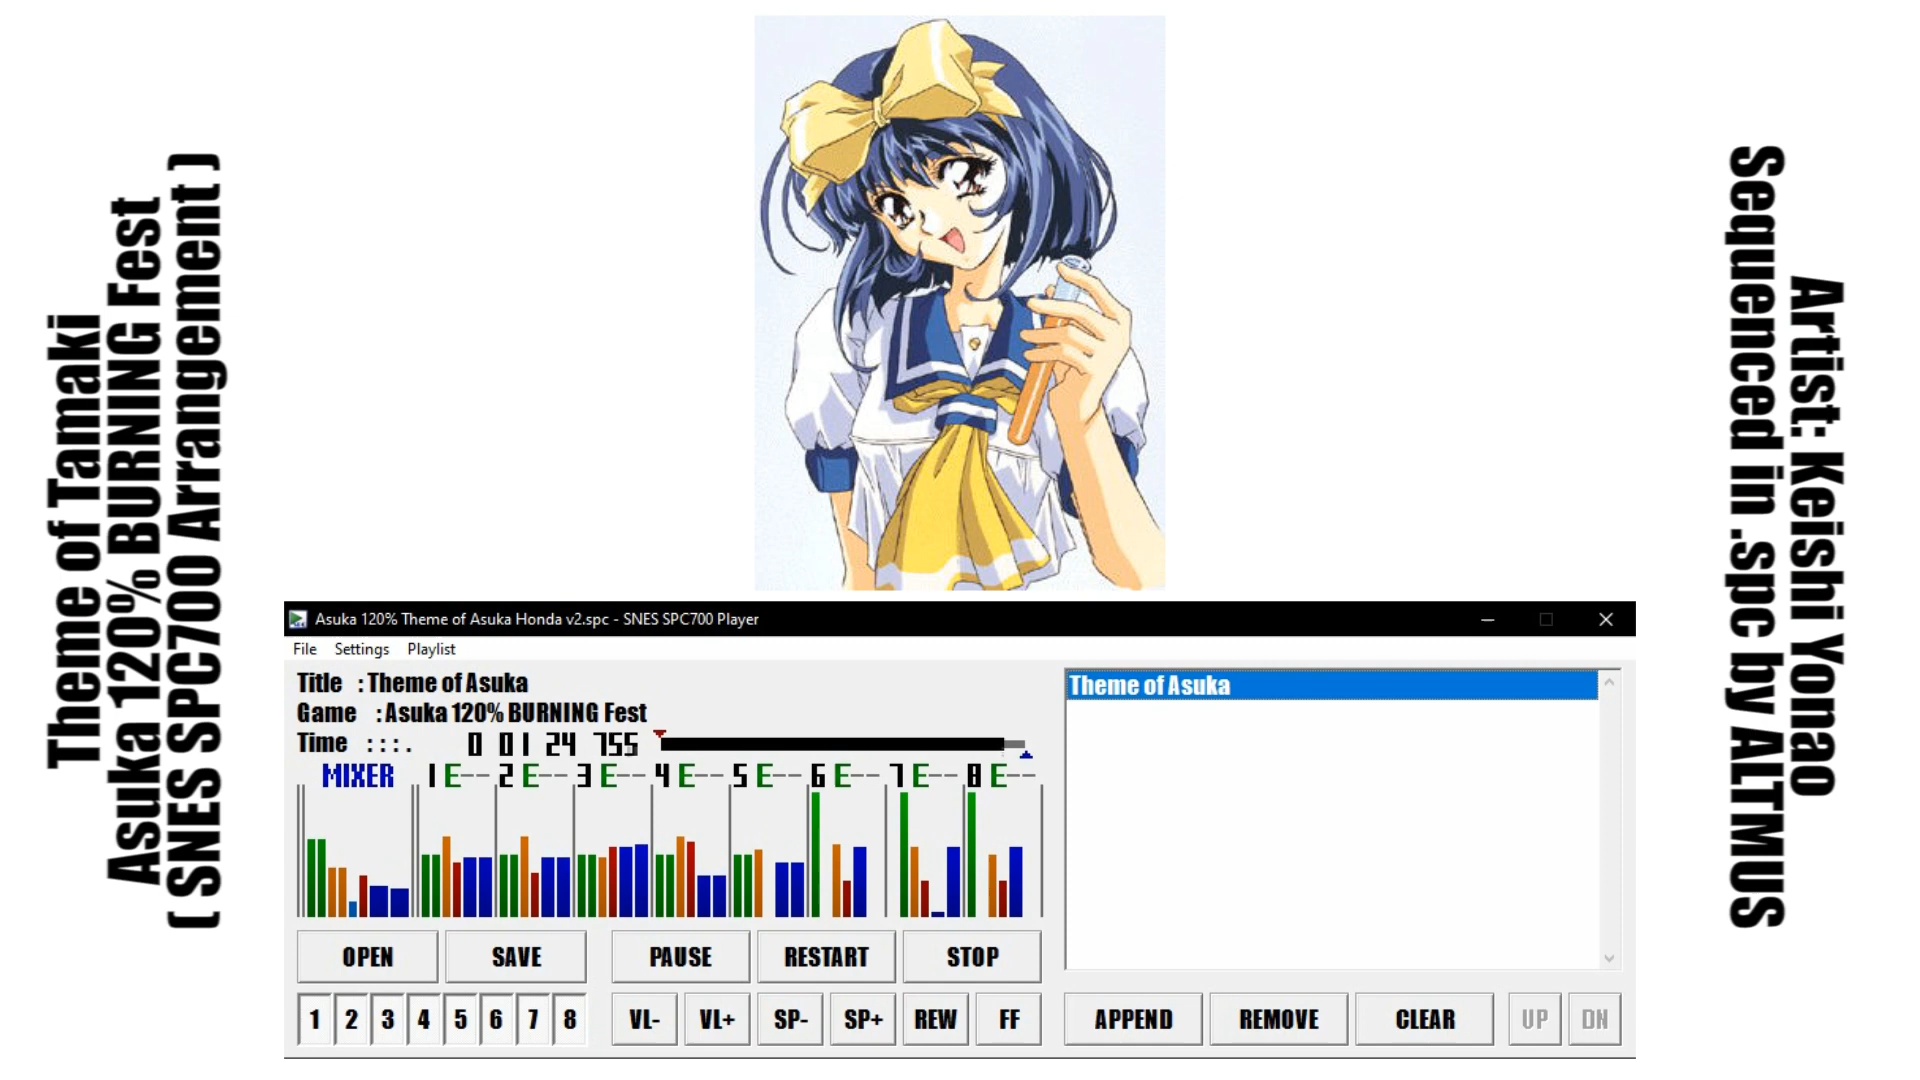 Theme of Tamaki
Asuka 120% BURNING Fest
( SNES SPC700 Arrangement )
Artist: Keishi Yonao
Sequenced in .spc by ALTMUS
Asuka 120% Theme of Asuka Honda v2.spc - SNES SPC700 Player
File Settings Playlist
Title : Theme of Asuka
Game : Asuka 120% BURNING Fest
Time : : : . 0 01 24 755
MIXER 1 E-- 2 E-- 3 E-- 4 E-- 5 E-- 6 E-- 7 E-- 8 E--
Theme of Asuka
OPEN SAVE PAUSE RESTART STOP
1 2 3 4 5 6 7 8 VL- VL+ SP- SP+ REW FF APPEND REMOVE CLEAR UP DN